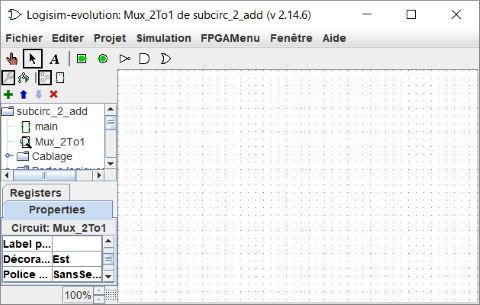 Logisim-evolution: Mux_2To1 de subcirc_2_add (v 2.14.6)
Fichier Editer Projet Simulation FPGAMenu Fenêtre Aide
A
subcirc_2_add
main
Mux_2To1
Cablage
Registers
Properties
Circuit: Mux_2To1
Label p...
Décora... Est
Police ... SansSe...
100%